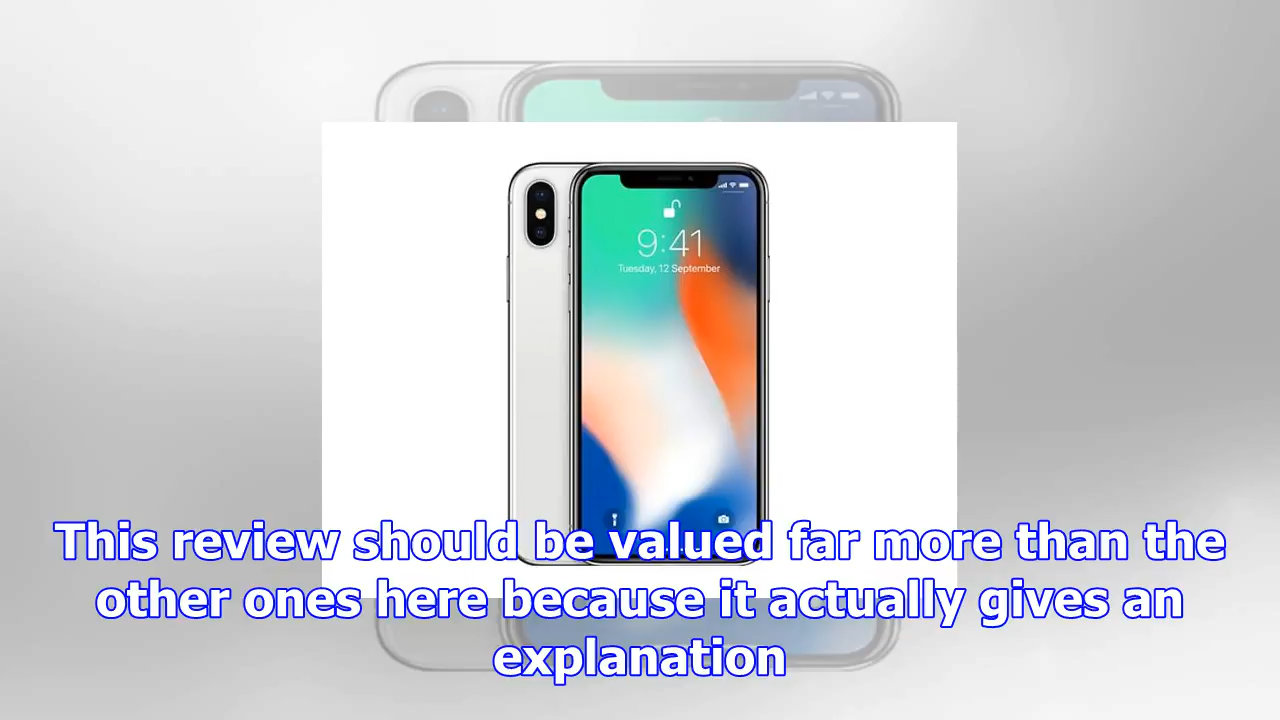 9:41
Tuesday, 12 September
This review should be valued far more than the
other ones here because it actually gives an
explanation